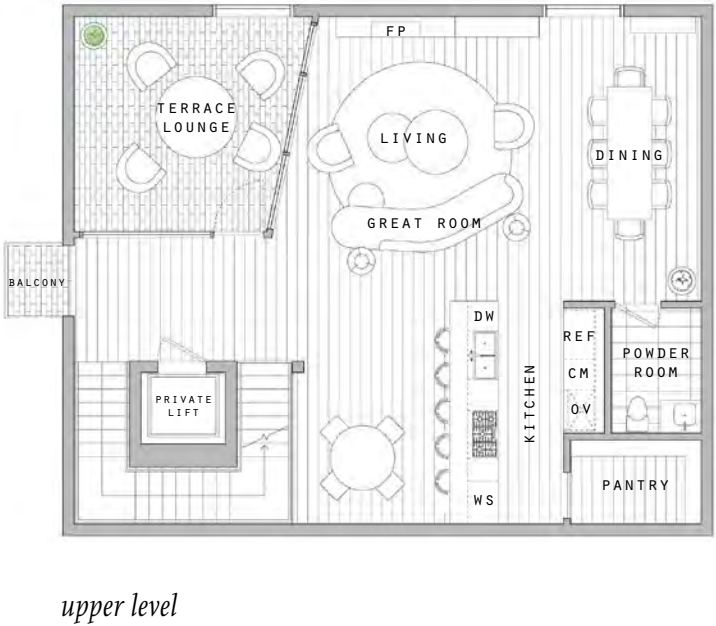 FP
TERRACE
LOUNGE
LIVING
DINING
GREAT ROOM
BALCONY
DW
REF
POWDER
ROOM
CM
KITCHEN
PRIVATE
LIFT
OV
PANTRY
WS
upper level